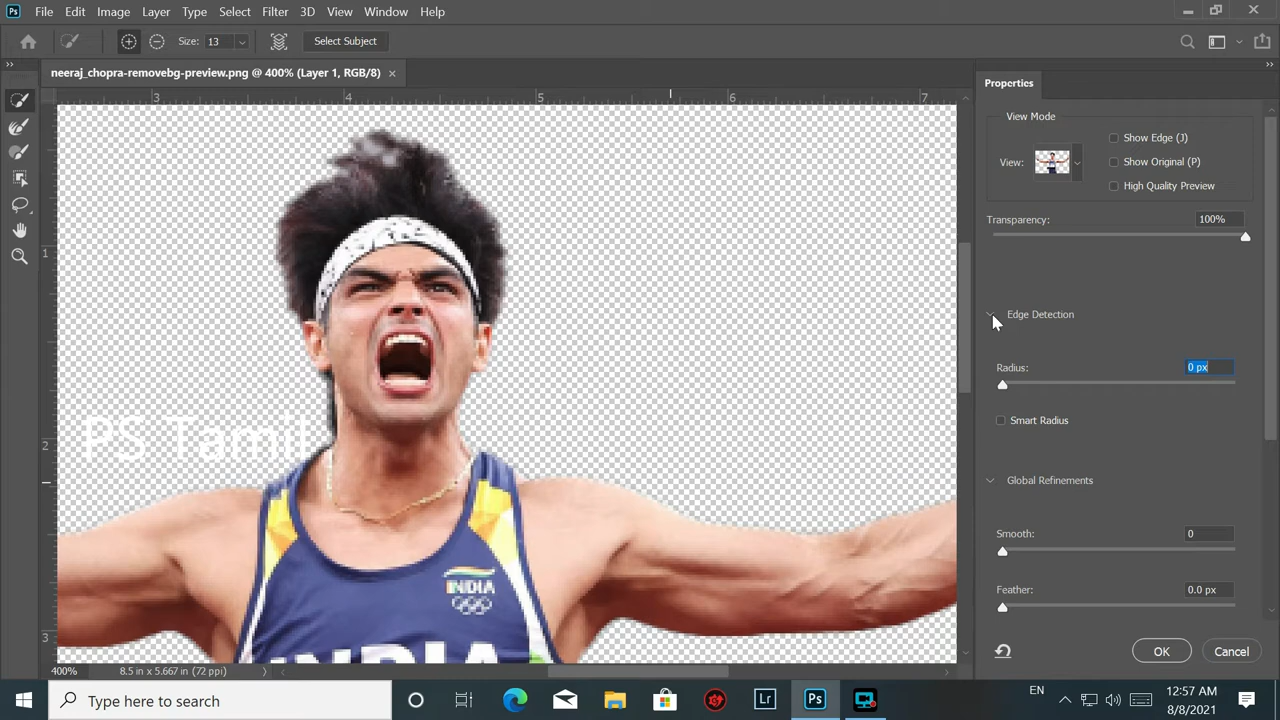 File Edit Image Layer Type Select Filter 3D View Window Help
Size: 13 Select Subject
neeraj_chopra-removebg-preview.png @ 400% (Layer 1, RGB/8)
3 4 5 6 7
Properties
View Mode
Show Edge (J)
View:
Show Original (P)
High Quality Preview
Transparency: 100%
1
Edge Detection
Radius: 0 px
Smart Radius
PS Tamil
2
Global Refinements
Smooth: 0
INDIA
Feather: 0.0 px
3
INDIA
OK Cancel
400% 8.5 in x 5.667 in (72 ppi)
Type here to search
Lr Ps
EN
12:57 AM
8/8/2021